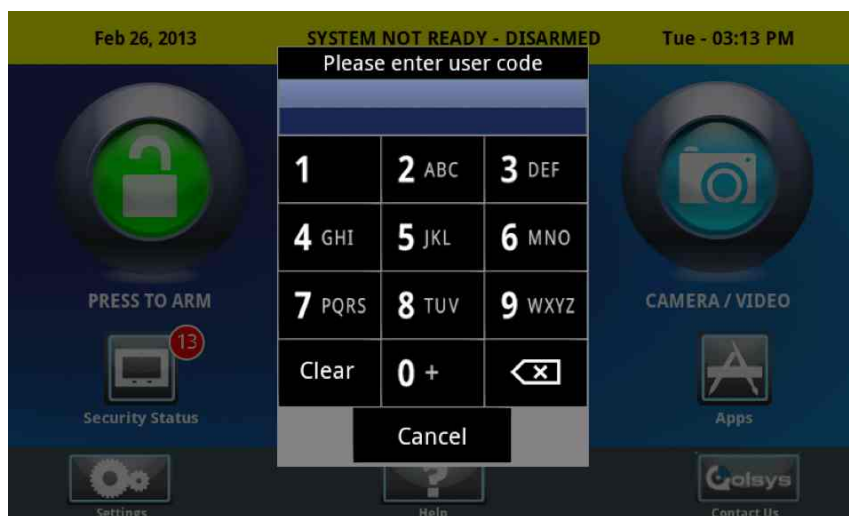 Feb 26, 2013
SYSTEM NOT READY - DISARMED
Tue - 03:13 PM
Please enter user code
1
2 ABC
3 DEF
4 GHI
5 JKL
6 MNO
PRESS TO ARM
7 PQRS
8 TUV
9 WXYZ
CAMERA / VIDEO
13
Clear
0 +
Security Status
Apps
Cancel
Qolsys
Settings
Help
Contact Us